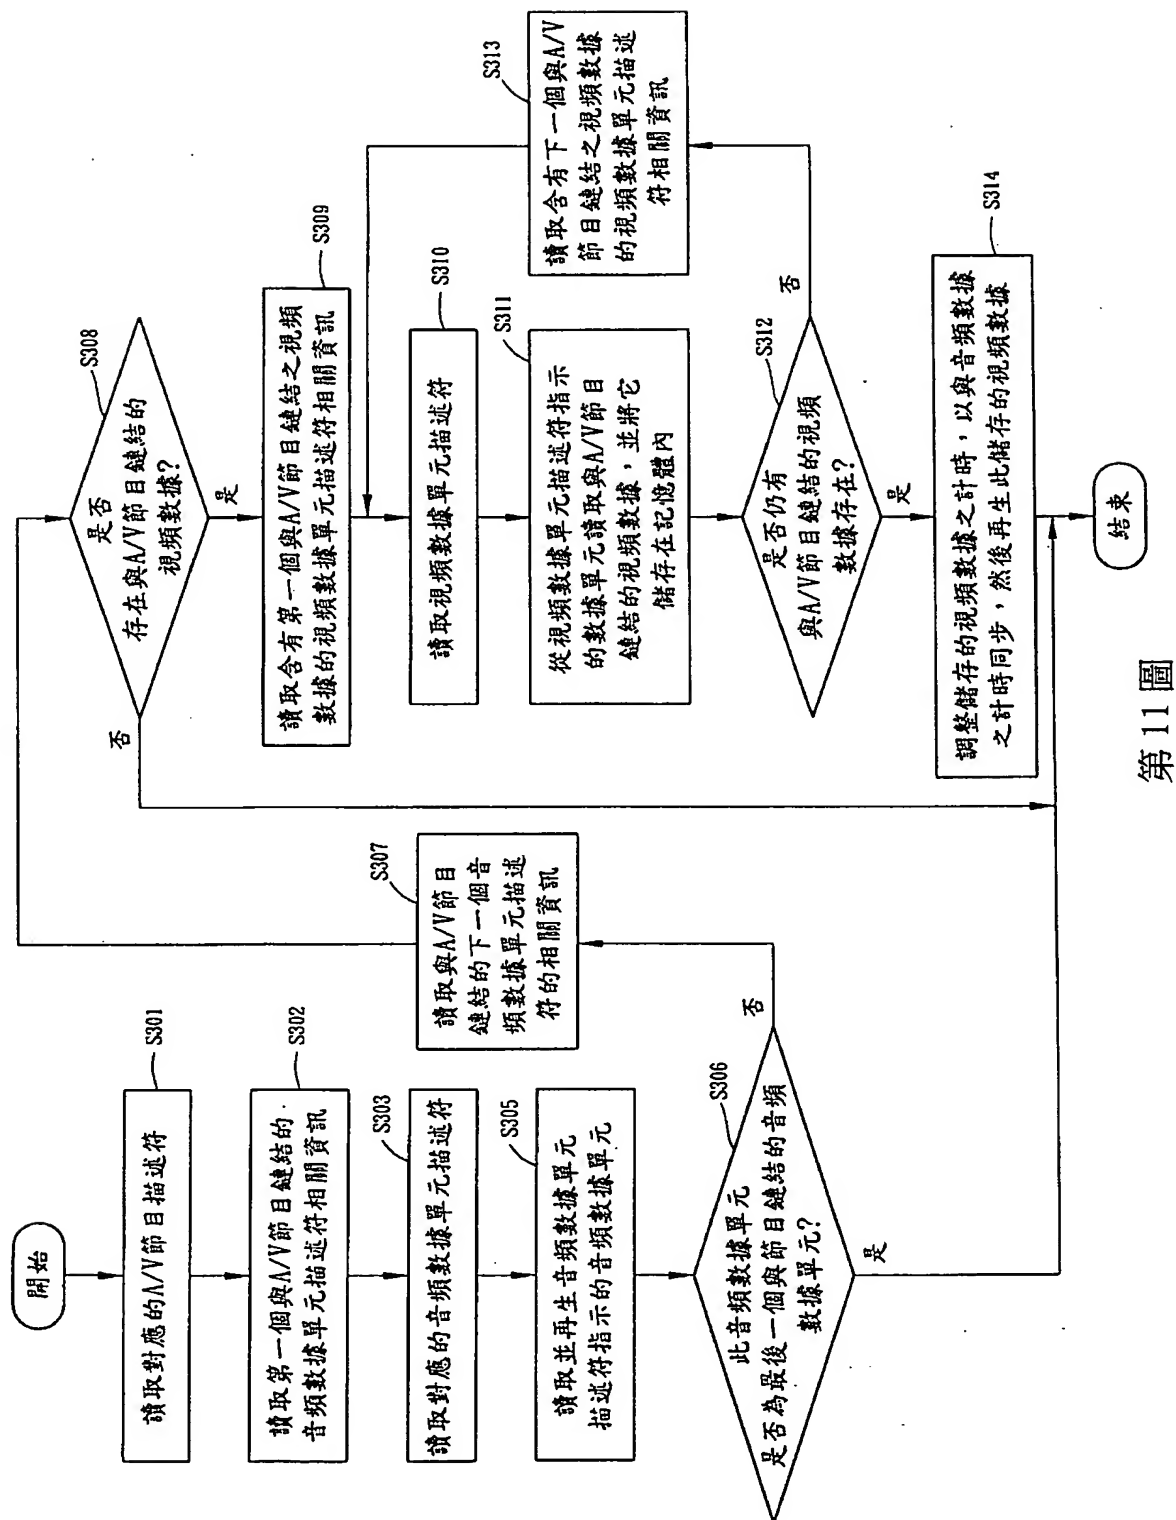 開始
S301
讀取對應的A/V節目描述符
S302
讀取第一個與A/V節目鏈結的
音頻數據單元描述符相關資訊
S303
讀取對應的音頻數據單元描述符
S305
讀取並再生音頻數據單元
描述符指示的音頻數據單元
S306
此音頻數據單元
是否為最後一個與節目鏈結的音頻
數據單元?
是
否
S307
讀取與A/V節目
鏈結的下一個音
頻數據單元描述
符的相關資訊
S308
是否
存在與A/V節目鏈結的
視頻數據?
否
是
S309
讀取含有第一個與A/V節目鏈結之視頻
數據的視頻數據單元描述符相關資訊
S310
讀取視頻數據單元描述符
S311
從視頻數據單元描述符指示
的數據單元讀取與A/V節目
鏈結的視頻數據，並將它
儲存在記憶體內
S312
是否仍有
與A/V節目鏈結的視頻
數據存在?
否
是
S313
讀取含有下一個與A/V
節目鏈結之視頻數據
的視頻數據單元描述
符相關資訊
S314
調整儲存的視頻數據之計時，以與音頻數據
之計時同步，然後再生此儲存的視頻數據
結束
第11圖